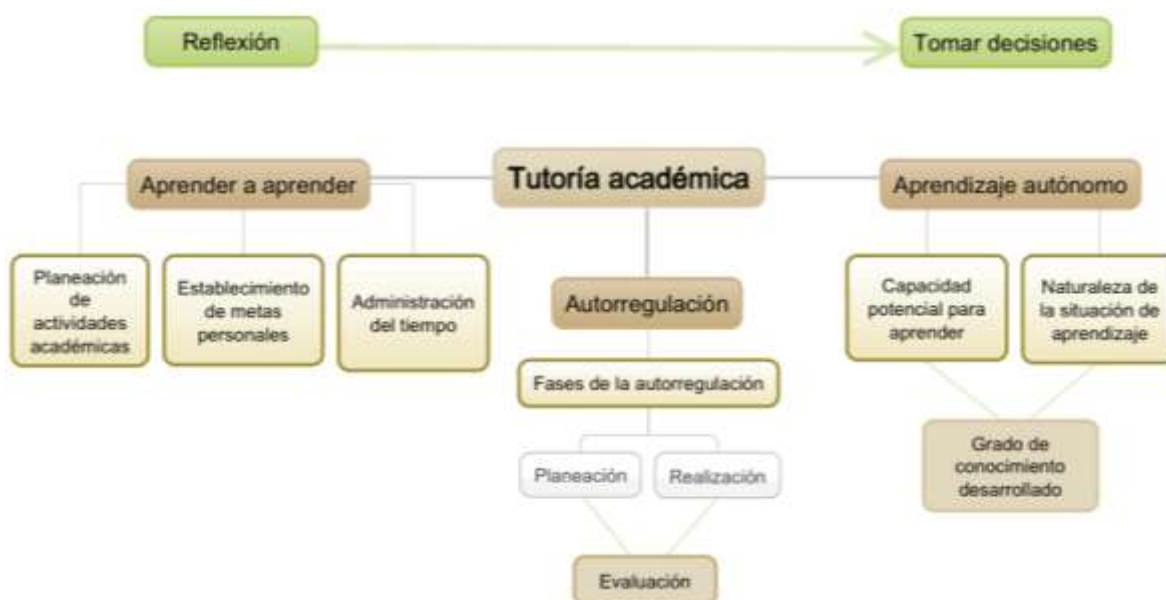 Reflexión
Tomar decisiones
Tutoría académica
Aprender a aprender
Aprendizaje autónomo
Planeación
de
actividades
académicas
Establecimiento
de metas
personales
Administración
del tiempo
Autorregulación
Capacidad
potencial para
aprender
Naturaleza de
la situación de
aprendizaje
Fases de la autorregulación
Planeación
Realización
Grado de
conocimiento
desarrollado
Evaluación